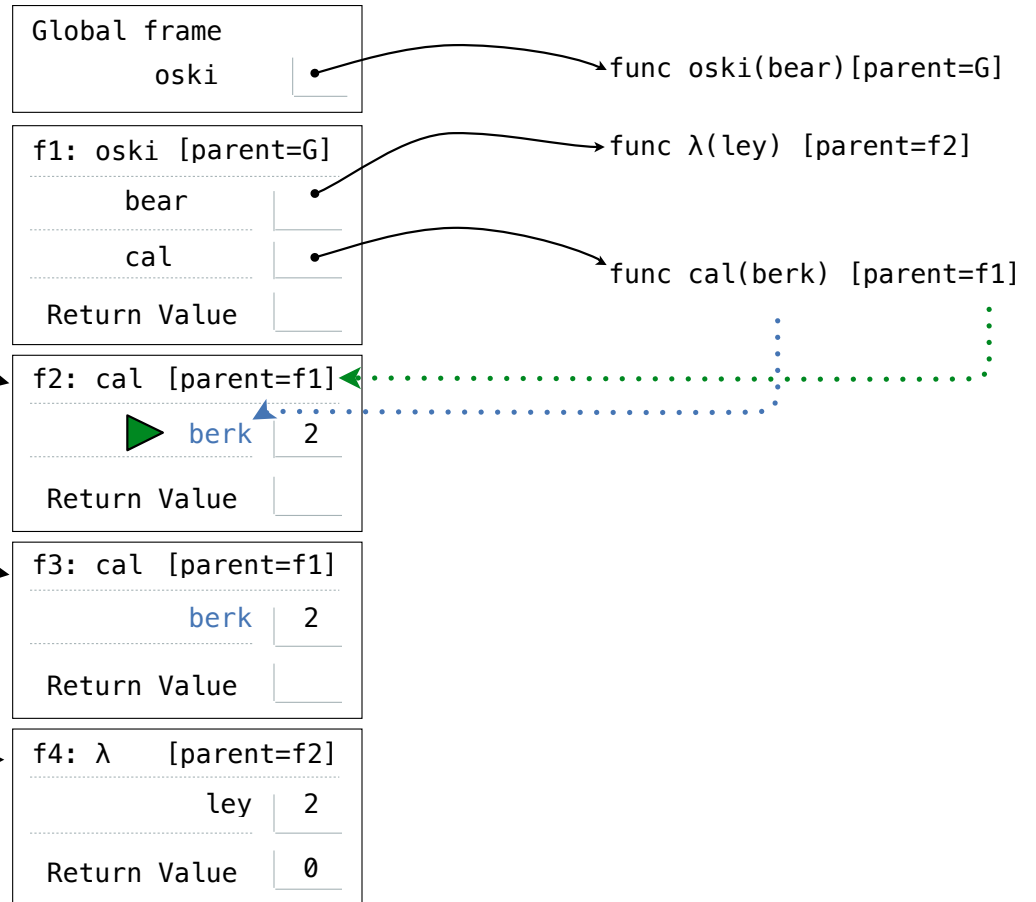 Global frame
oski
func oski(bear)[parent=G]
f1: oski [parent=G]
func λ(ley) [parent=f2]
bear
cal
func cal(berk) [parent=f1]
Return Value
f2: cal [parent=f1]
berk 2
Return Value
f3: cal [parent=f1]
berk 2
Return Value
f4: λ [parent=f2]
ley 2
Return Value 0